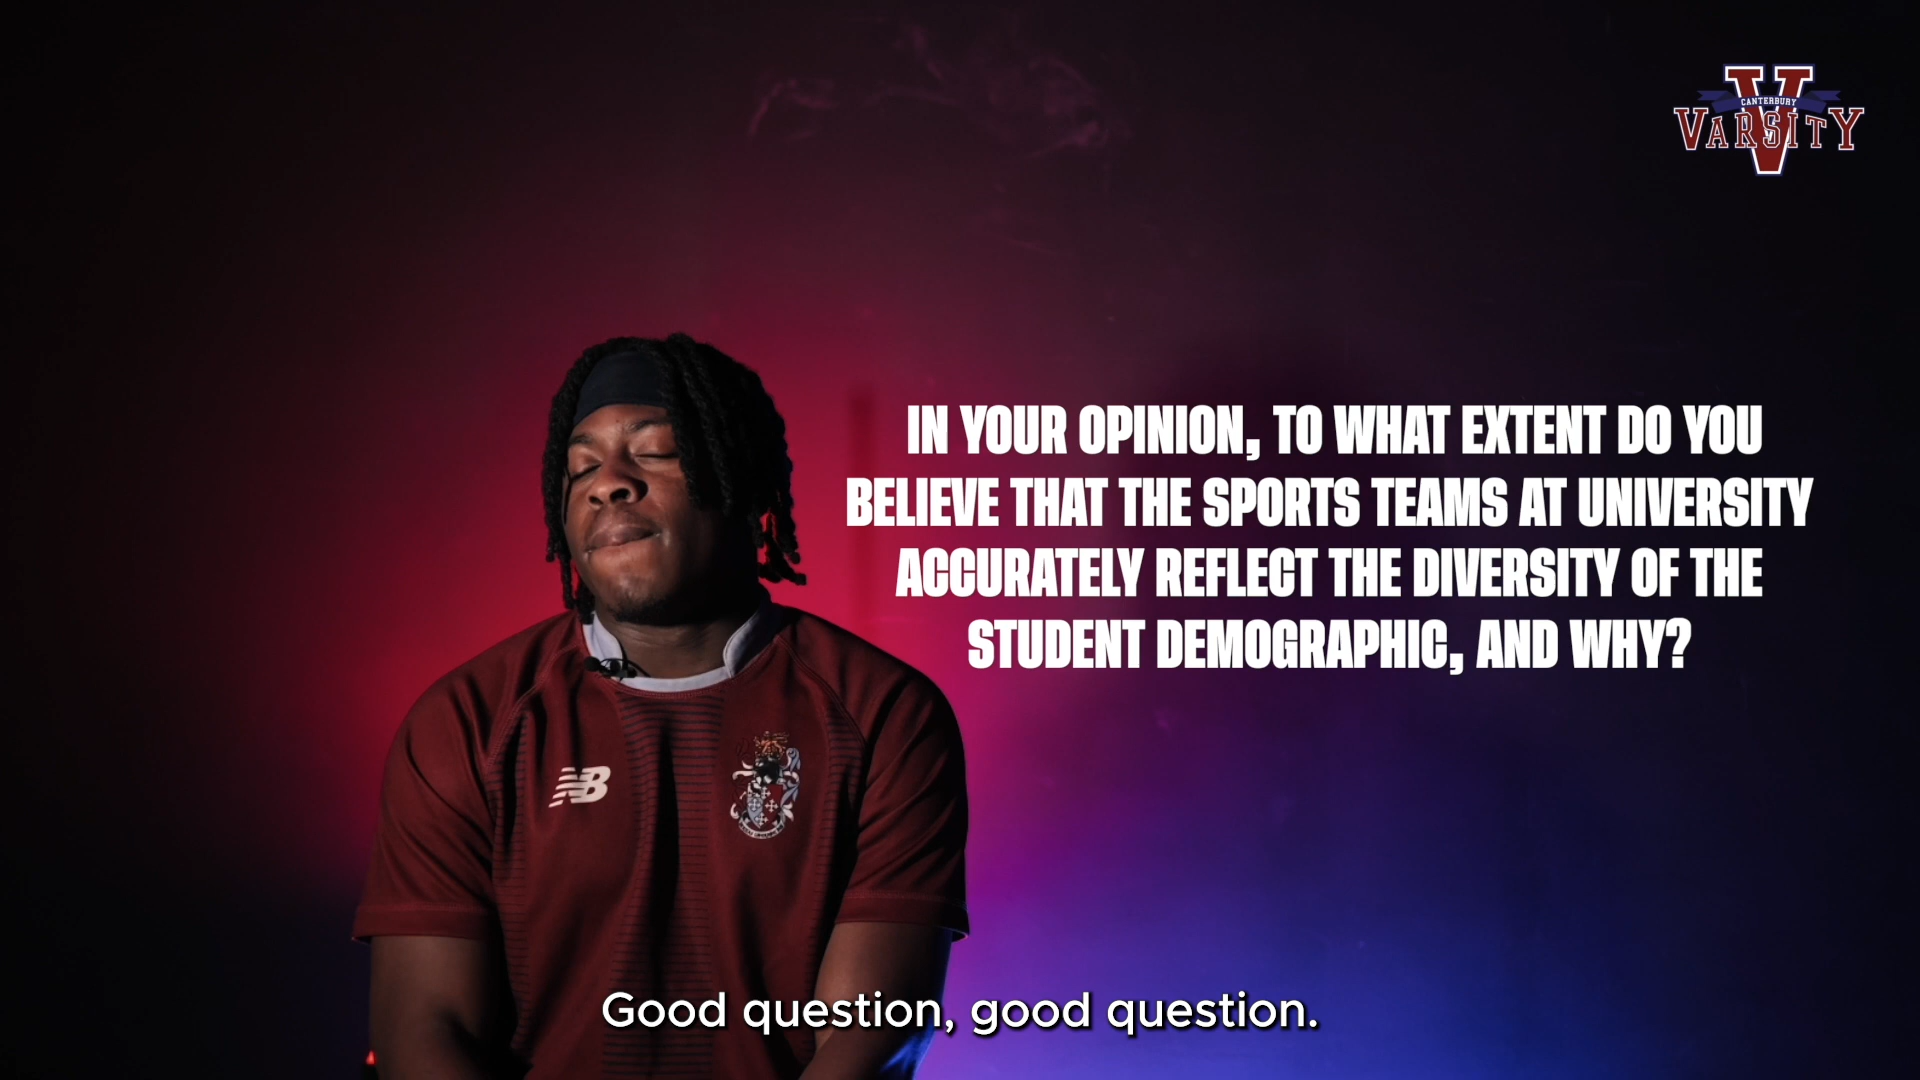 CANTERBURY
VARSITY
IN YOUR OPINION, TO WHAT EXTENT DO YOU
BELIEVE THAT THE SPORTS TEAMS AT UNIVERSITY
ACCURATELY REFLECT THE DIVERSITY OF THE
STUDENT DEMOGRAPHIC, AND WHY?
NB
Good question, good question.